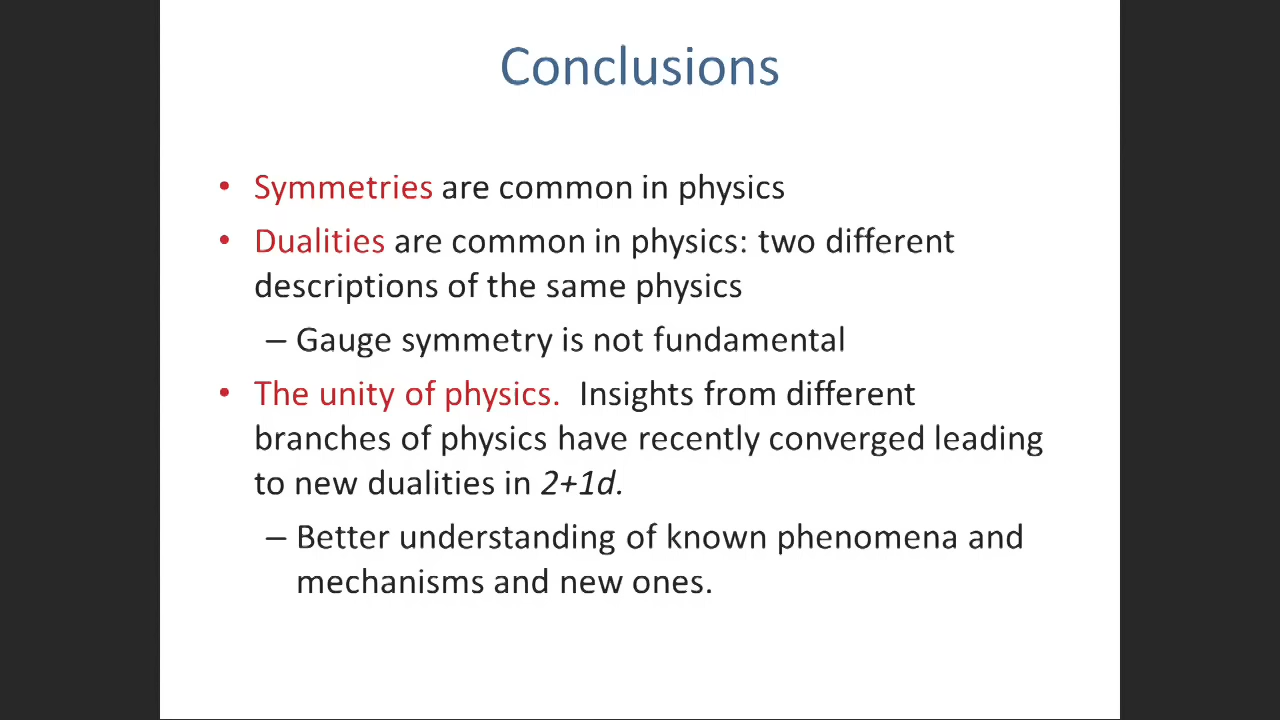 Conclusions
• Symmetries are common in physics
• Dualities are common in physics: two different
descriptions of the same physics
– Gauge symmetry is not fundamental
• The unity of physics.  Insights from different
branches of physics have recently converged leading
to new dualities in 2+1d.
– Better understanding of known phenomena and
mechanisms and new ones.